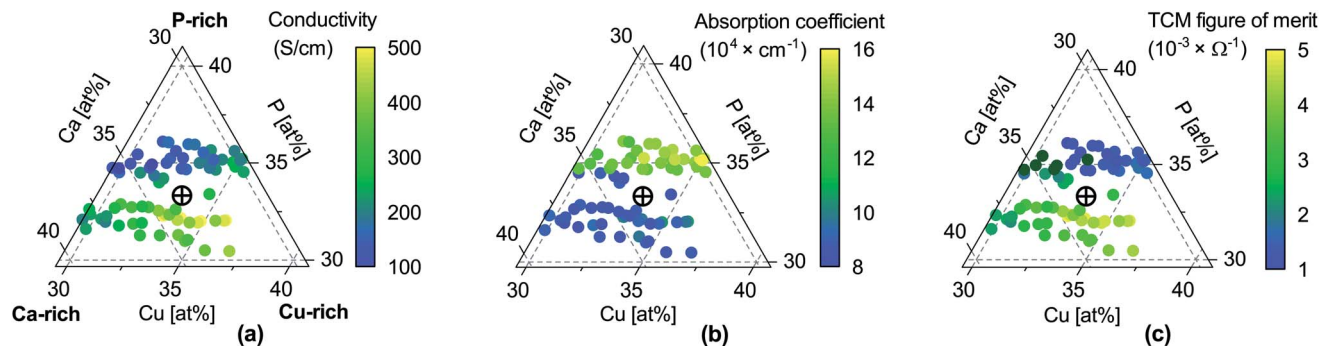 P-rich
Conductivity
(S/cm)
30
40
500
400
300
200
100
Ca [at%]
P [at%]
35
35
40
30
30
35
40
Ca-rich
Cu [at%]
Cu-rich
(a)
Absorption coefficient
(10⁴ × cm⁻¹)
30
40
16
14
12
10
8
Ca [at%]
P [at%]
35
35
40
30
30
35
40
Cu [at%]
(b)
TCM figure of merit
(10⁻³ × Ω⁻¹)
30
40
5
4
3
2
1
Ca [at%]
P [at%]
35
35
40
30
30
35
40
Cu [at%]
(c)